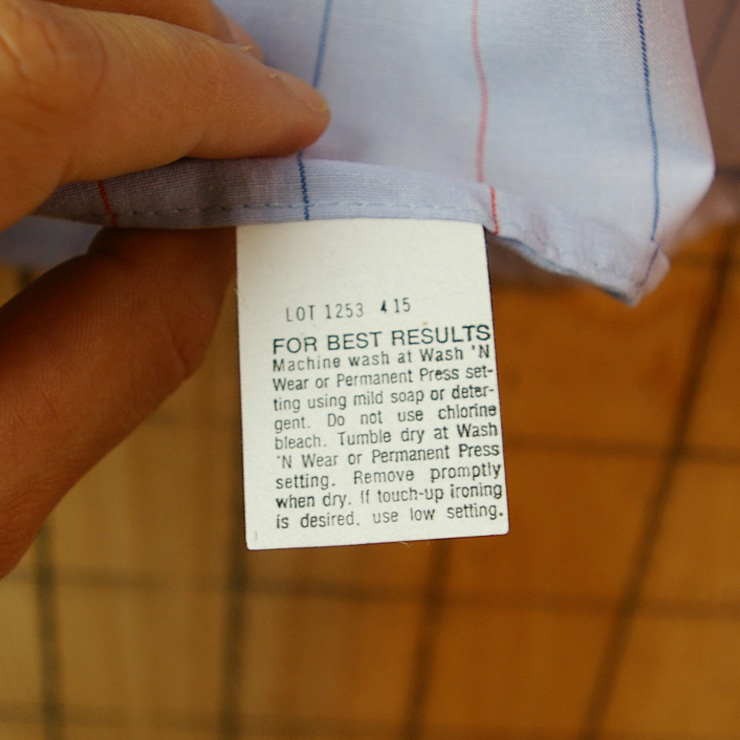 LOT 1253 415
FOR BEST RESULTS
Machine wash at Wash 'N
Wear or Permanent Press set-
ting using mild soap or deter-
gent. Do not use chlorine
bleach. Tumble dry at Wash
'N Wear or Permanent Press
setting. Remove promptly
when dry. If touch-up ironing
is desired, use low setting.
3